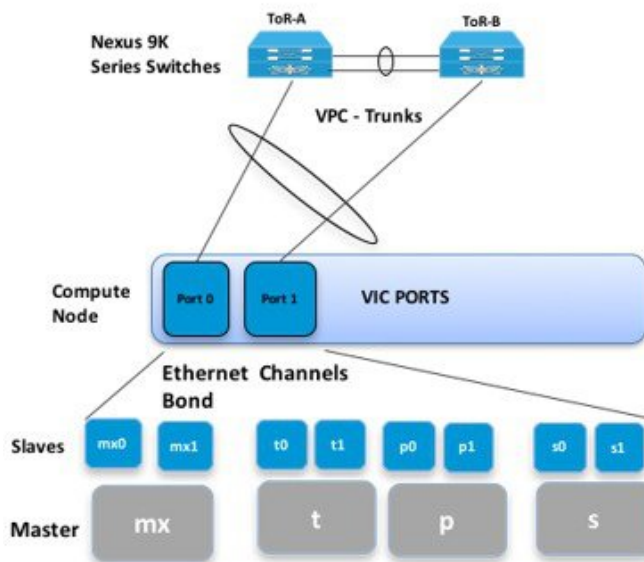 ToR-A
ToR-B
Nexus 9K
Series Switches
VPC - Trunks
Compute
Node
Port 0
Port 1
VIC PORTS
Ethernet Channels
Bond
Slaves
mx0
mx1
t0
t1
p0
p1
s0
s1
Master
mx
t
p
s